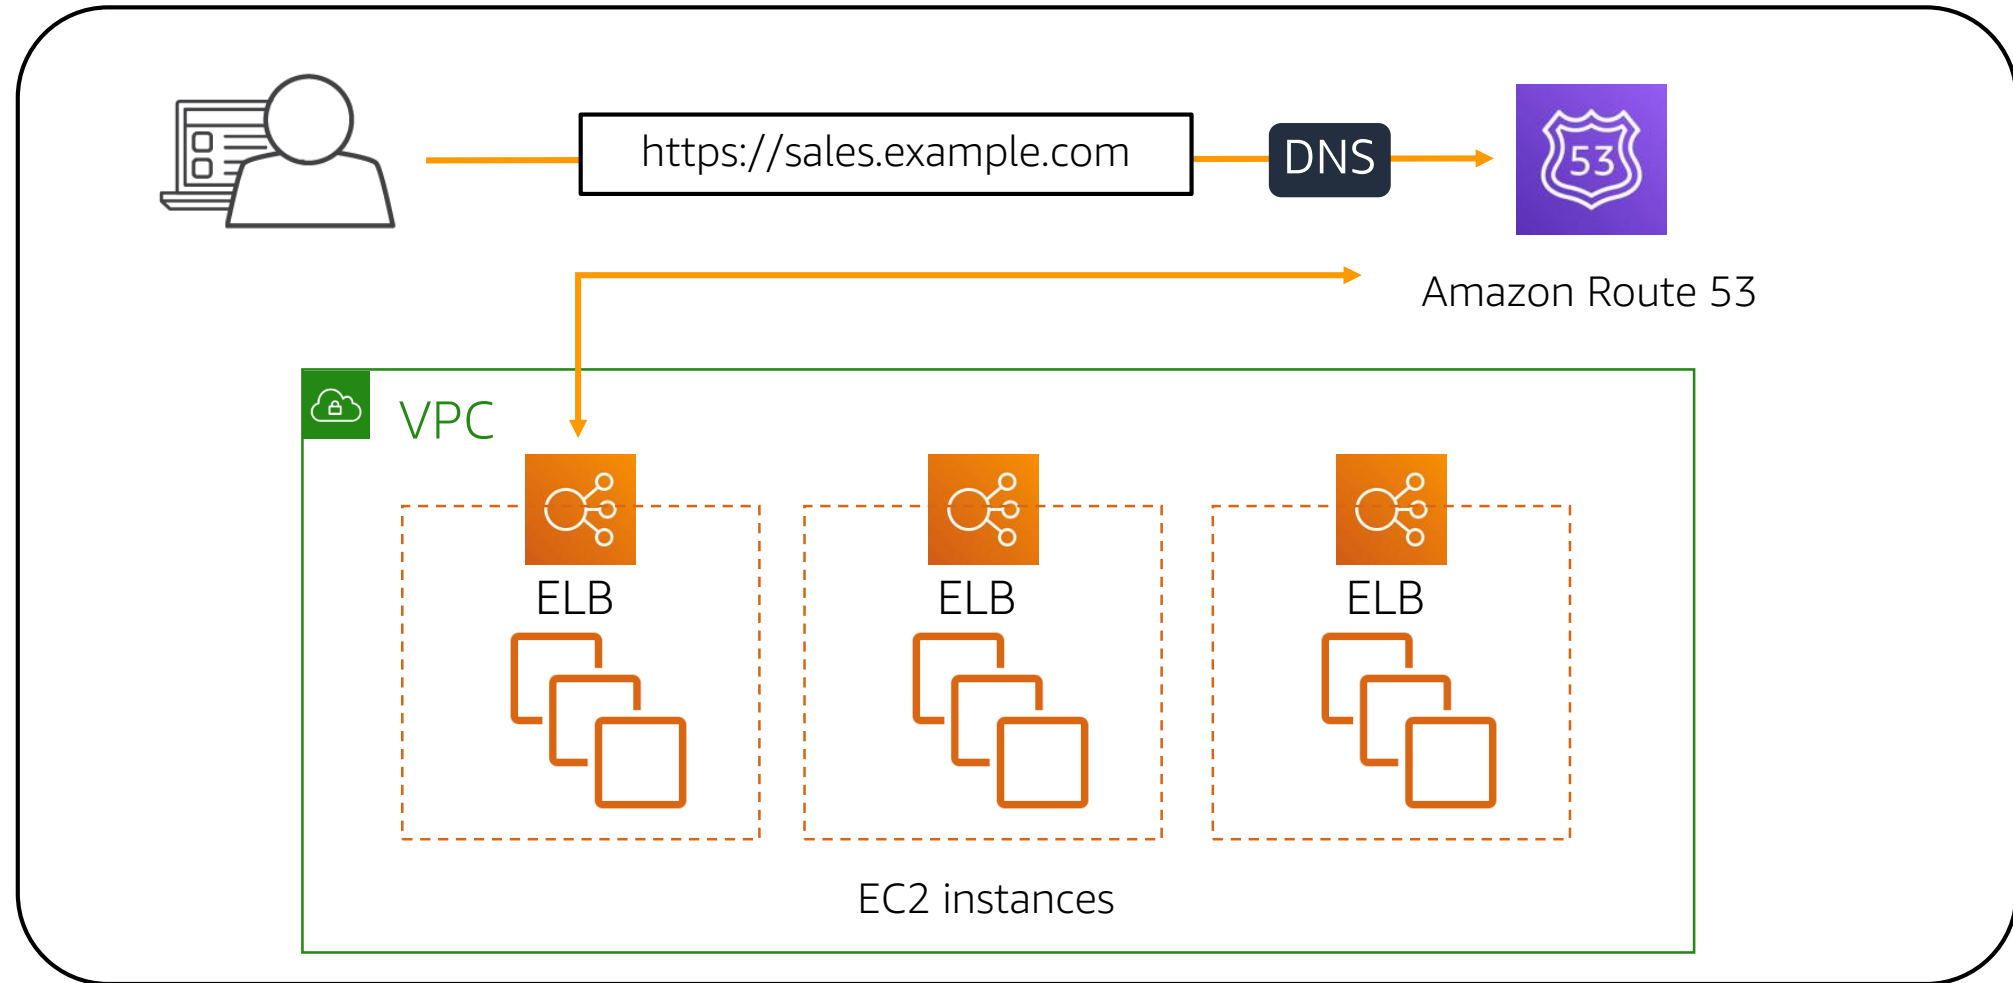 https://sales.example.com
DNS
53
Amazon Route 53
VPC
ELB
ELB
ELB
EC2 instances